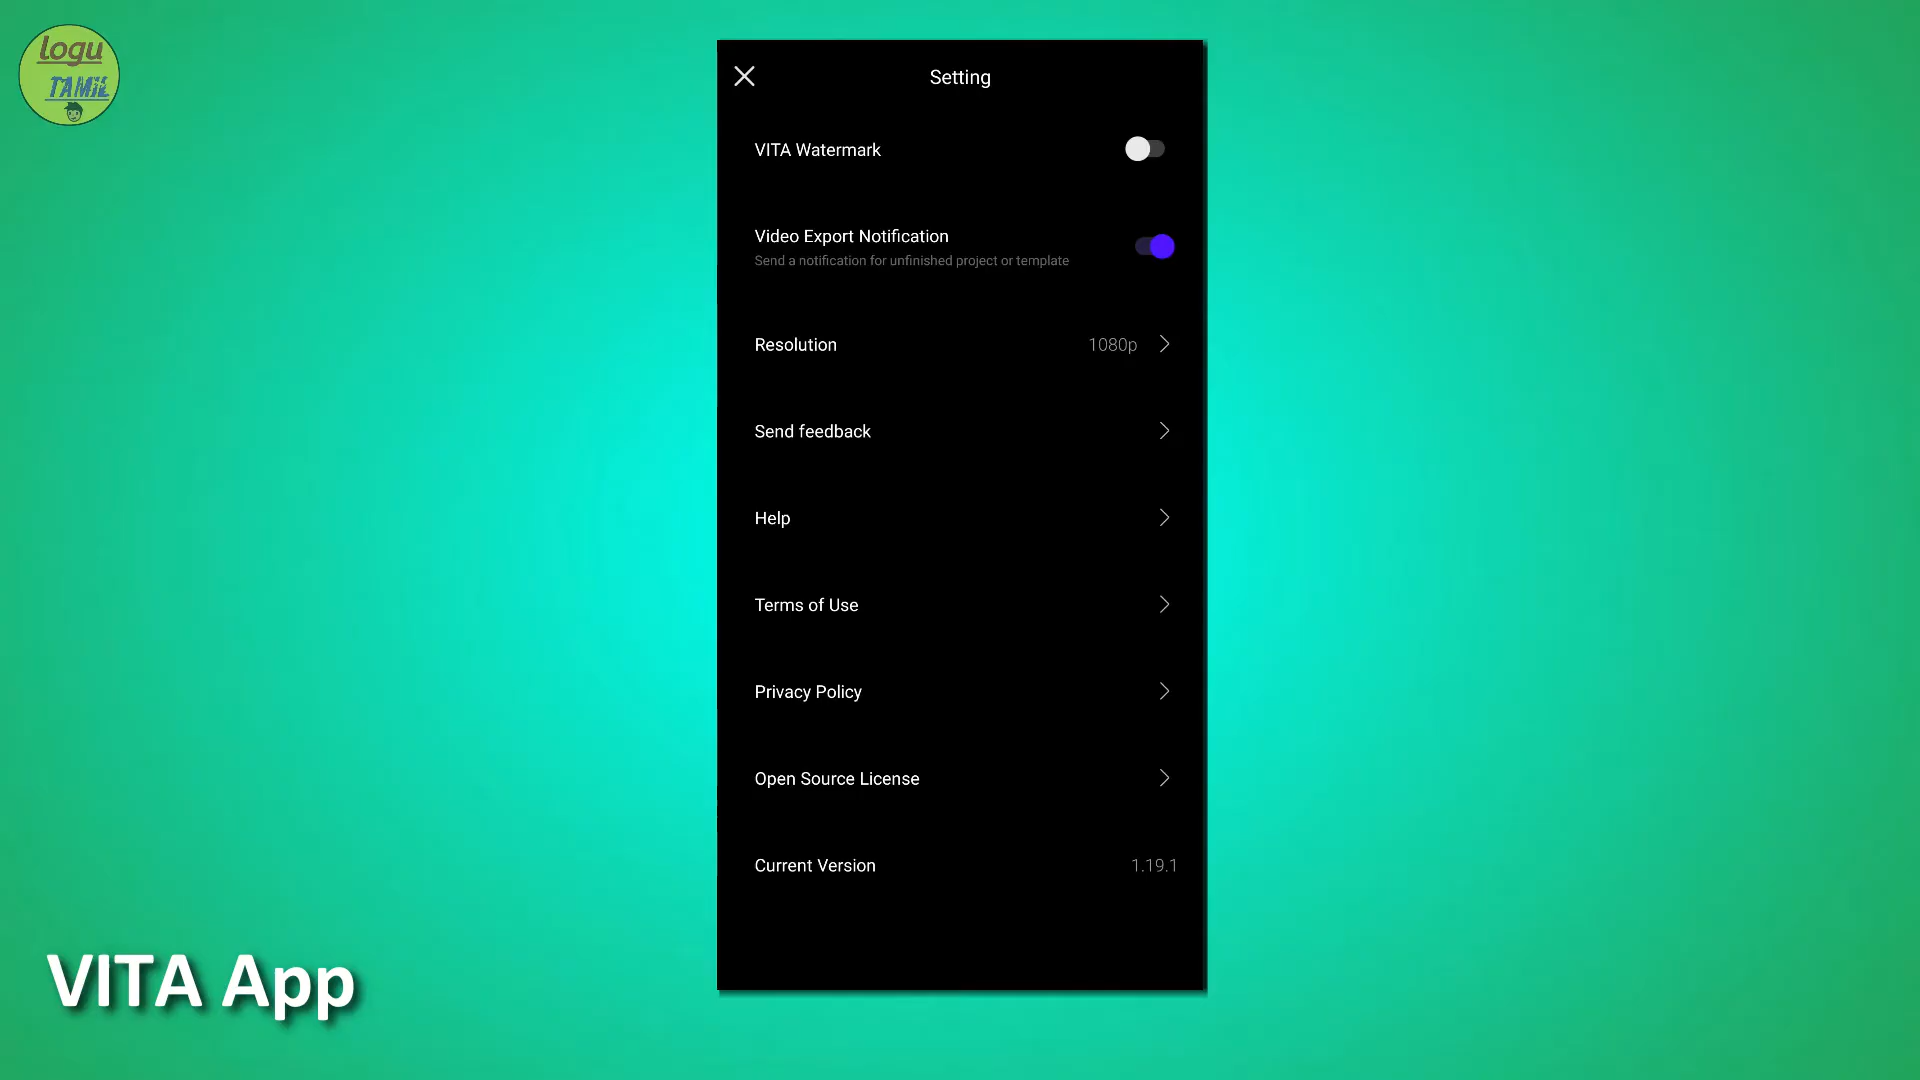 logu
TAMIL
Setting
VITA Watermark
Video Export Notification
Send a notification for unfinished project or template
Resolution 1080p
Send feedback
Help
Terms of Use
Privacy Policy
Open Source License
Current Version 1.19.1
VITA App